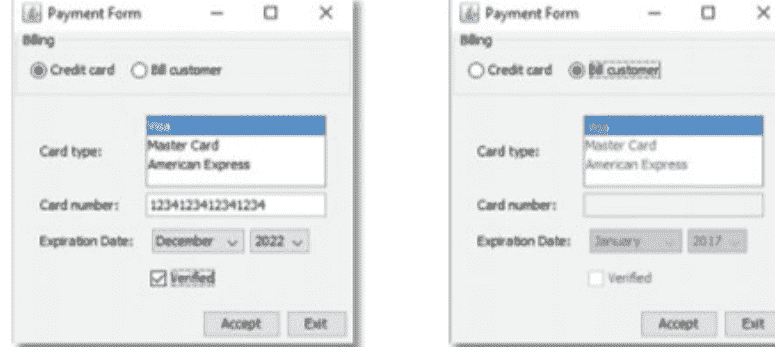 Payment Form
Billing
Credit card Bill customer
Card type:
Visa
Master Card
American Express
Card number: 1234123412341234
Expiration Date: December 2022
Verified
Accept Exit
Payment Form
Billing
Credit card Bill customer
Card type:
Visa
Master Card
American Express
Card number:
Expiration Date: January 2017
Verified
Accept Exit